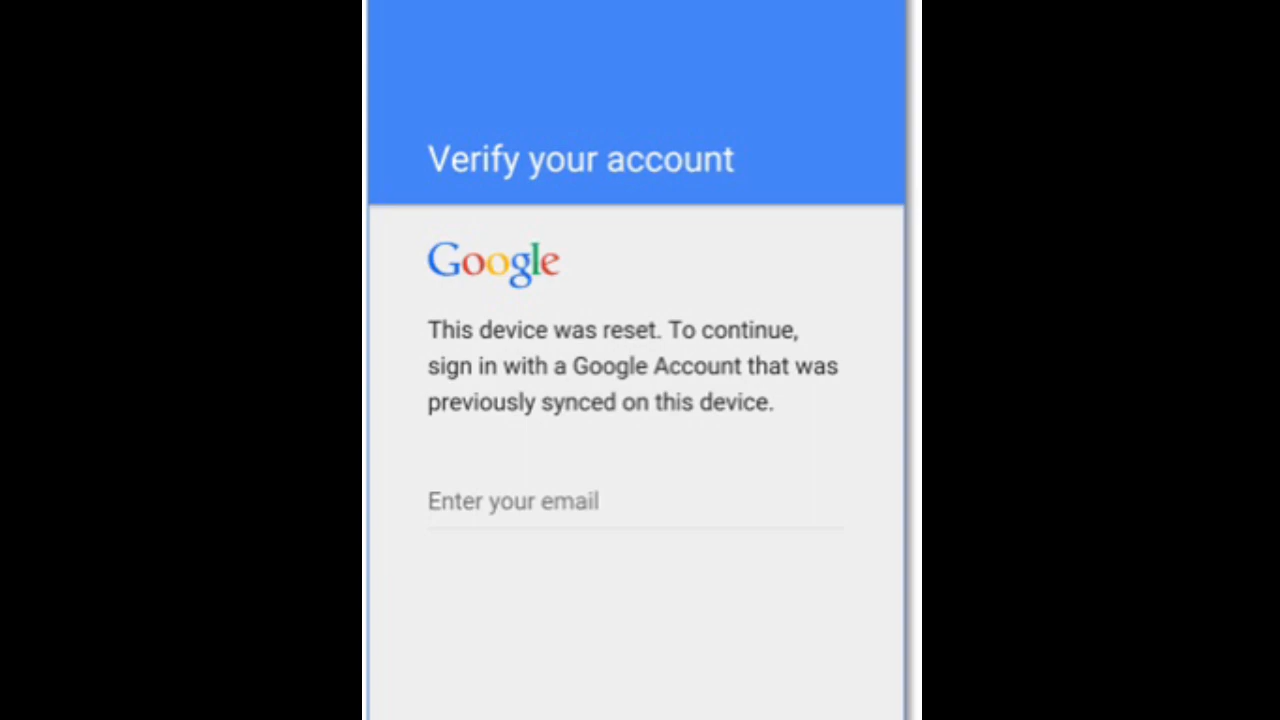 Verify your account
Google
This device was reset. To continue,
sign in with a Google Account that was
previously synced on this device.
Enter your email